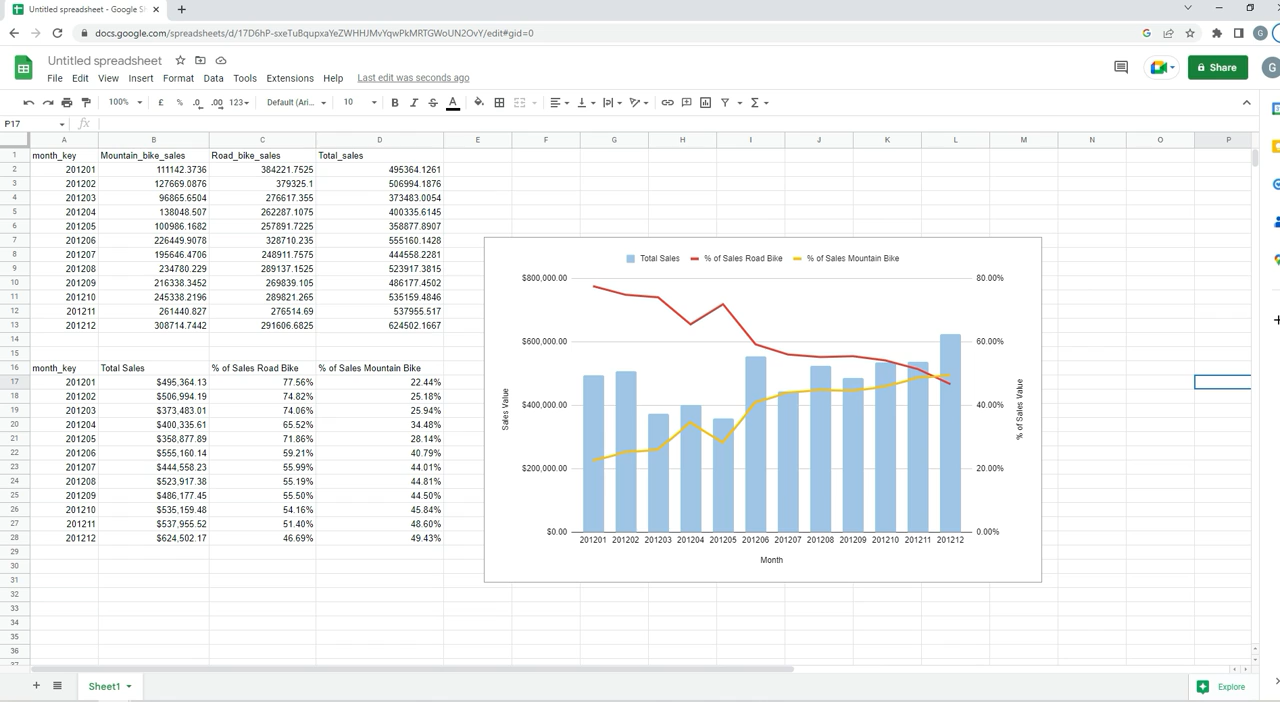 Untitled spreadsheet - Google S
docs.google.com/spreadsheets/d/17D6hP-sxeTuBqupxaYeZWHHJMvYqwPkMRTGWoUN2OvY/edit#gid=0
G
Untitled spreadsheet
File Edit View Insert Format Data Tools Extensions Help Last edit was seconds ago
Share
G
100% £ % .0 .00 123 Default (Ari... 10 B I S A
P17 fx
A B C D E F G H I J K L M N O P
1 month_key Mountain_bike_sales Road_bike_sales Total_sales
2 201201 111142.3736 384221.7525 495364.1261
3 201202 127669.0876 379325.1 506994.1876
4 201203 96865.6504 276617.355 373483.0054
5 201204 138048.507 262287.1075 400335.6145
6 201205 100986.1682 257891.7225 358877.8907
7 201206 226449.9078 328710.235 555160.1428
8 201207 195646.4706 248911.7575 444558.2281
9 201208 234780.229 289137.1525 523917.3815
10 201209 216338.3452 269839.105 486177.4502
11 201210 245338.2196 289821.265 535159.4846
12 201211 261440.827 276514.69 537955.517
13 201212 308714.7442 291606.6825 624502.1667
14
15
16 month_key Total Sales % of Sales Road Bike % of Sales Mountain Bike
17 201201 $495,364.13 77.56% 22.44%
18 201202 $506,994.19 74.82% 25.18%
19 201203 $373,483.01 74.06% 25.94%
20 201204 $400,335.61 65.52% 34.48%
21 201205 $358,877.89 71.86% 28.14%
22 201206 $555,160.14 59.21% 40.79%
23 201207 $444,558.23 55.99% 44.01%
24 201208 $523,917.38 55.19% 44.81%
25 201209 $486,177.45 55.50% 44.50%
26 201210 $535,159.48 54.16% 45.84%
27 201211 $537,955.52 51.40% 48.60%
28 201212 $624,502.17 46.69% 49.43%
29
30
31
32
33
34
35
36
Total Sales % of Sales Road Bike % of Sales Mountain Bike
$800,000.00 80.00%
$600,000.00 60.00%
$400,000.00 40.00%
$200,000.00 20.00%
$0.00 0.00%
Sales Value
% of Sales Value
201201 201202 201203 201204 201205 201206 201207 201208 201209 201210 201211 201212
Month
Sheet1
Explore